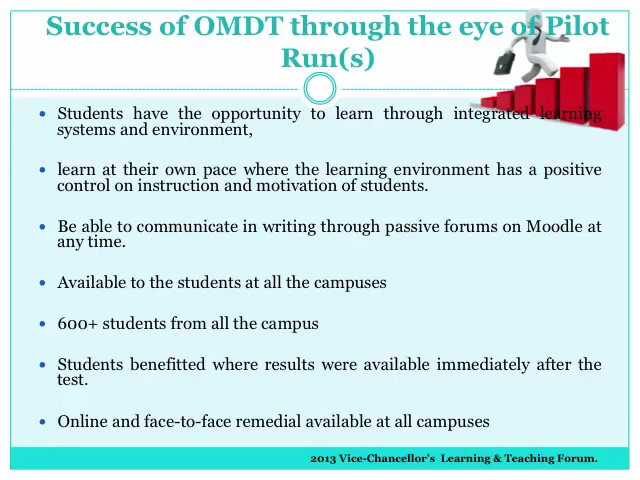 Success of OMDT through the eye of Pilot
Run(s)
• Students have the opportunity to learn through integrated learning
systems and environment,
• learn at their own pace where the learning environment has a positive
control on instruction and motivation of students.
• Be able to communicate in writing through passive forums on Moodle at
any time.
• Available to the students at all the campuses
• 600+ students from all the campus
• Students benefitted where results were available immediately after the
test.
• Online and face-to-face remedial available at all campuses
2013 Vice-Chancellor's Learning & Teaching Forum.